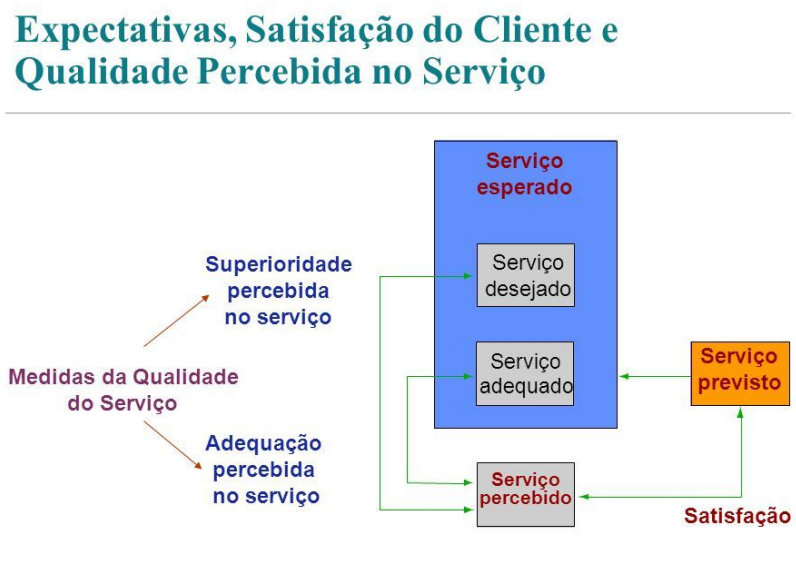 Expectativas, Satisfação do Cliente e
Qualidade Percebida no Serviço
Serviço
esperado
Superioridade
percebida
no serviço
Serviço
desejado
Medidas da Qualidade
do Serviço
Serviço
adequado
Serviço
previsto
Adequação
percebida
no serviço
Serviço
percebido
Satisfação